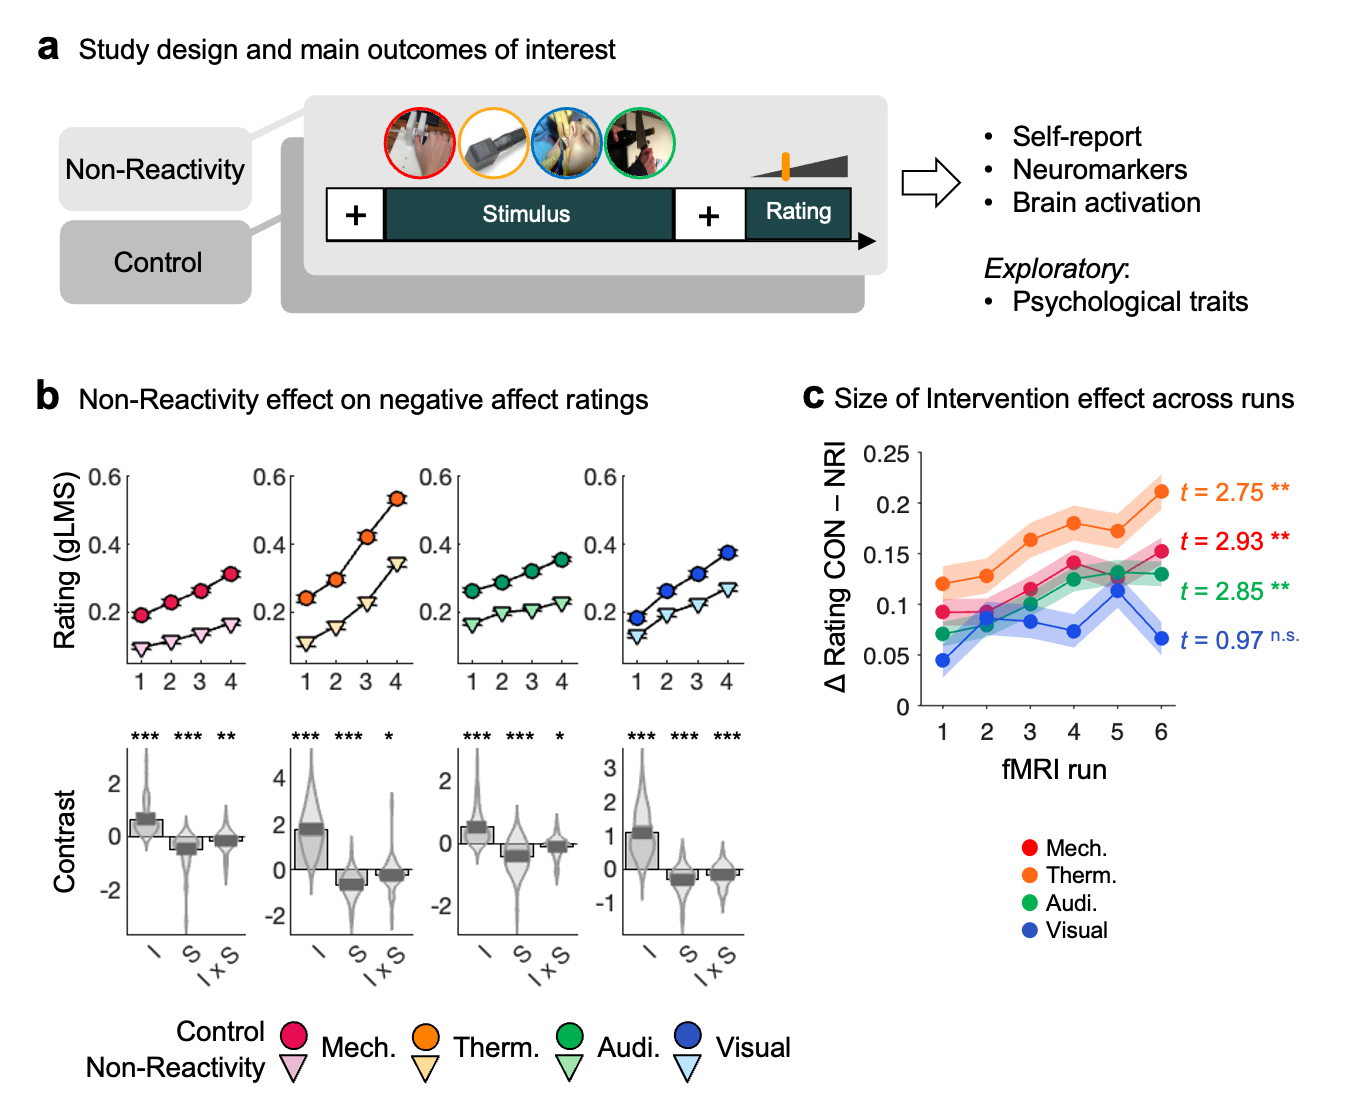 a Study design and main outcomes of interest
Non-Reactivity
Control
+ Stimulus + Rating
• Self-report
• Neuromarkers
• Brain activation
Exploratory:
• Psychological traits
b Non-Reactivity effect on negative affect ratings
Rating (gLMS)
0.6
0.4
0.2
1 2 3 4
0.6
0.4
0.2
1 2 3 4
0.6
0.4
0.2
1 2 3 4
0.6
0.4
0.2
1 2 3 4
Contrast
*** *** **
2
0
-2
I S I x S
*** *** *
4
2
0
-2
I S I x S
*** *** *
2
0
-2
I S I x S
*** *** ***
3
2
1
0
-1
I S I x S
Control
Non-Reactivity
Mech. Therm. Audi. Visual
c Size of Intervention effect across runs
Δ Rating CON – NRI
0.25
0.2
0.15
0.1
0.05
0
1 2 3 4 5 6
fMRI run
t = 2.75 **
t = 2.93 **
t = 2.85 **
t = 0.97 n.s.
Mech.
Therm.
Audi.
Visual